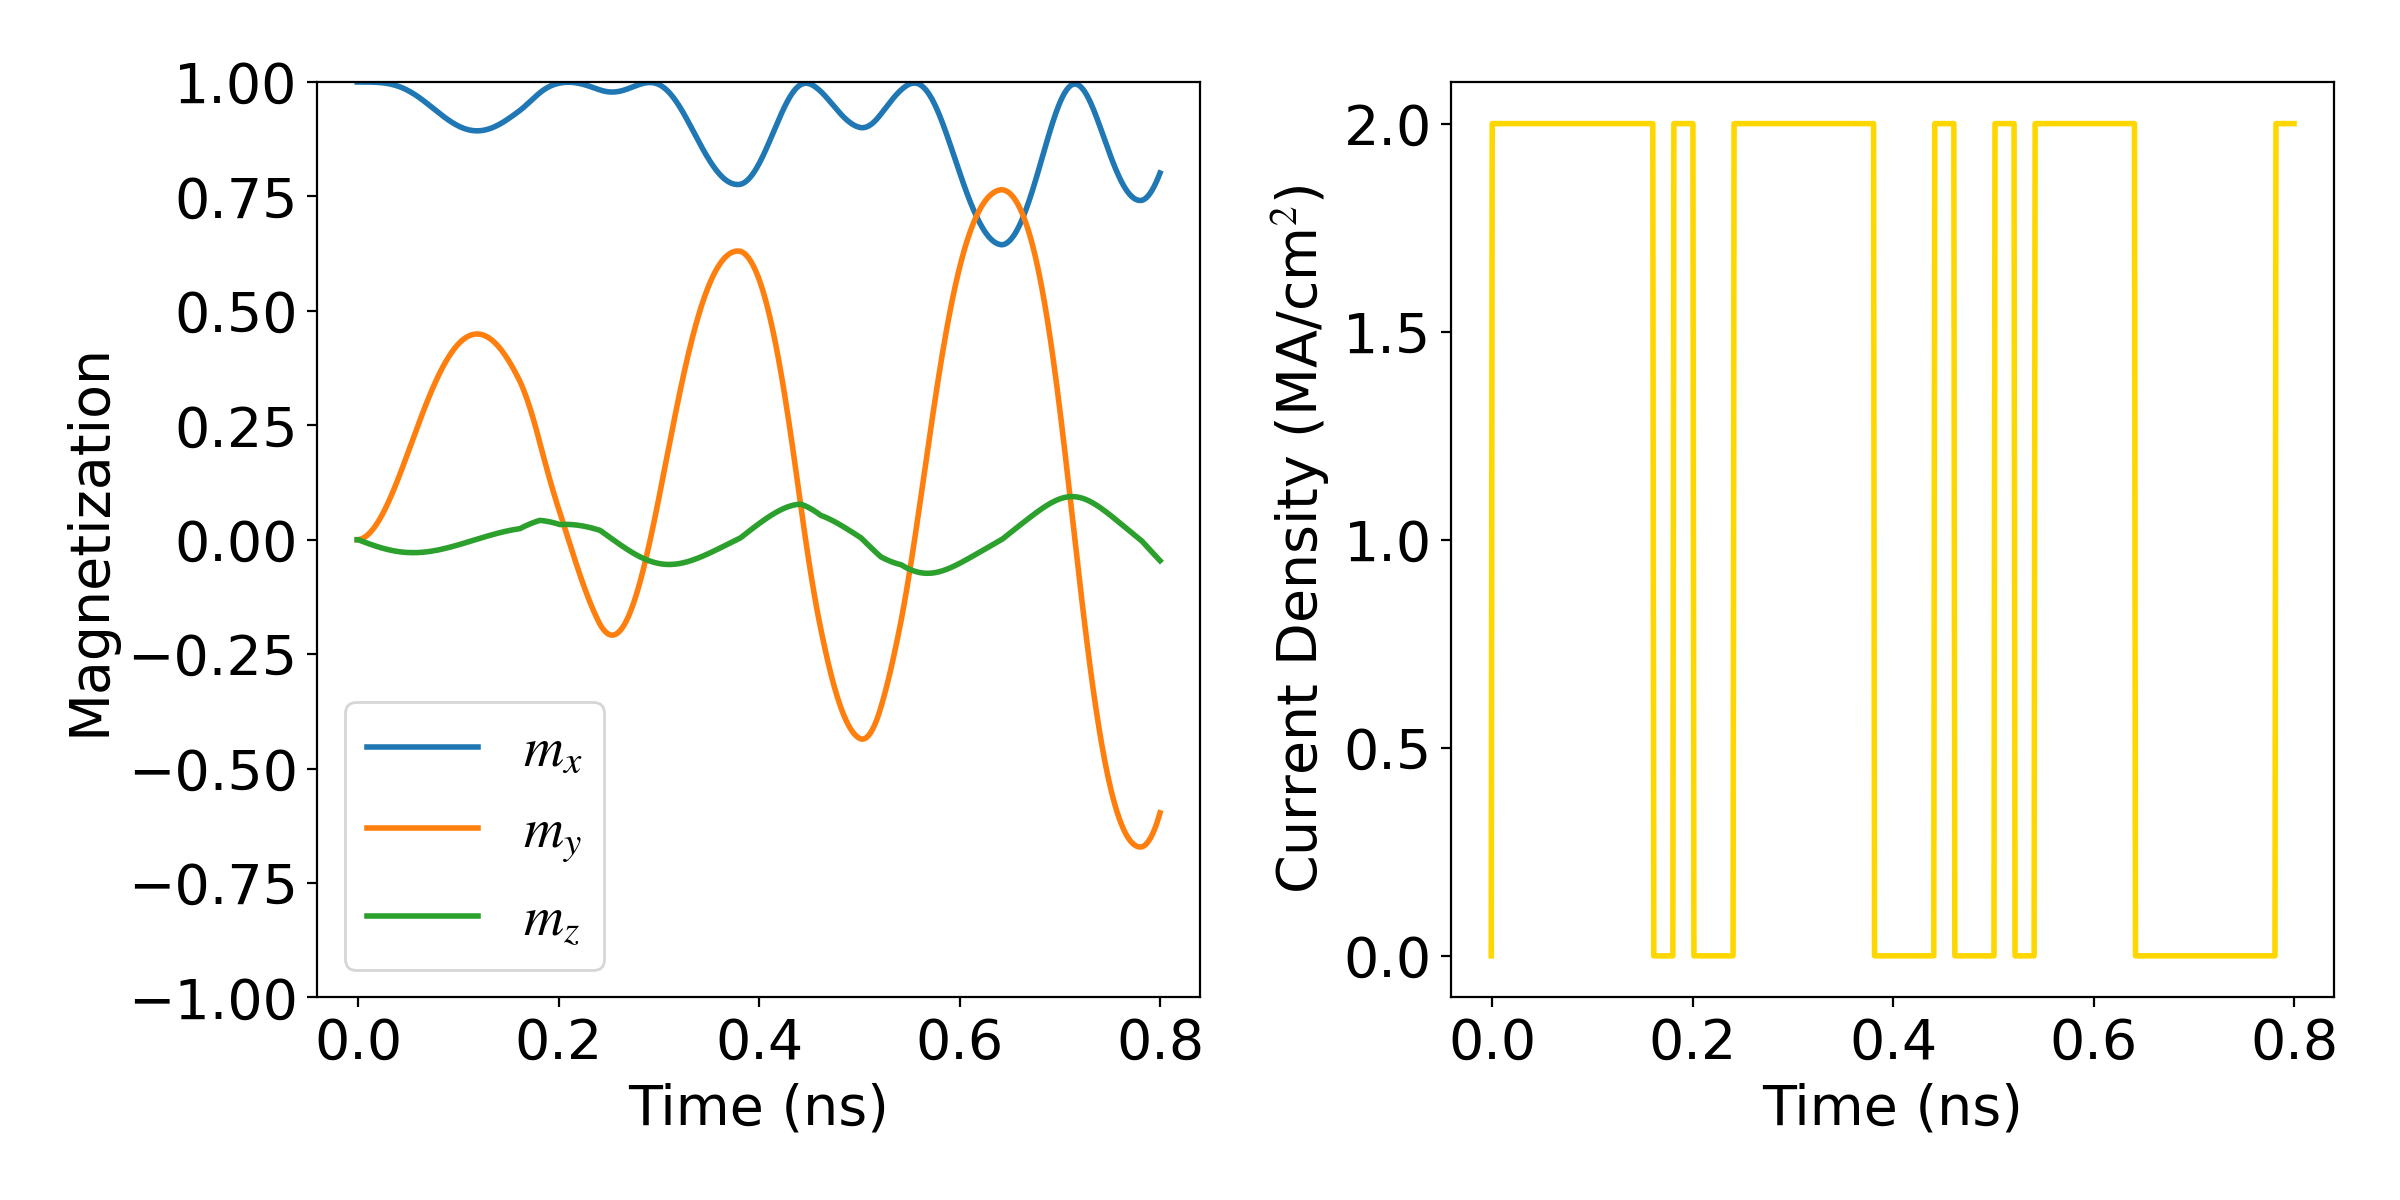 Magnetization
1.00
0.75
0.50
0.25
0.00
−0.25
−0.50
−0.75
−1.00
m_x
m_y
m_z
0.0 0.2 0.4 0.6 0.8
Time (ns)
Current Density (MA/cm²)
2.0
1.5
1.0
0.5
0.0
0.0 0.2 0.4 0.6 0.8
Time (ns)